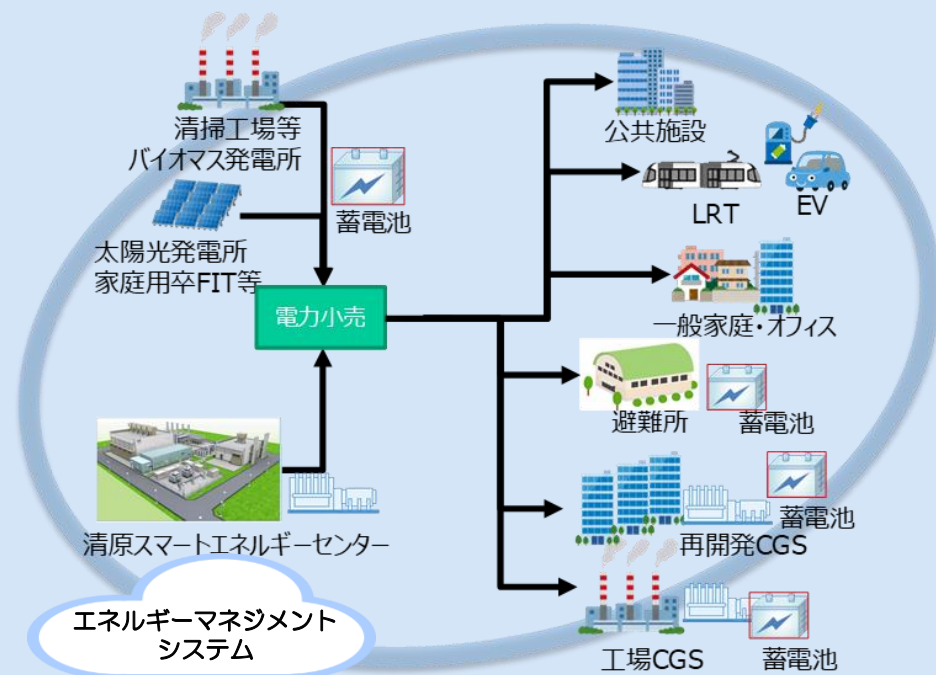 清掃工場等
バイオマス発電所
蓄電池
太陽光発電所
家庭用卒FIT等
電力小売
清原スマートエネルギーセンター
エネルギーマネジメント
システム
公共施設
LRT
EV
一般家庭・オフィス
避難所
蓄電池
再開発CGS
蓄電池
工場CGS
蓄電池